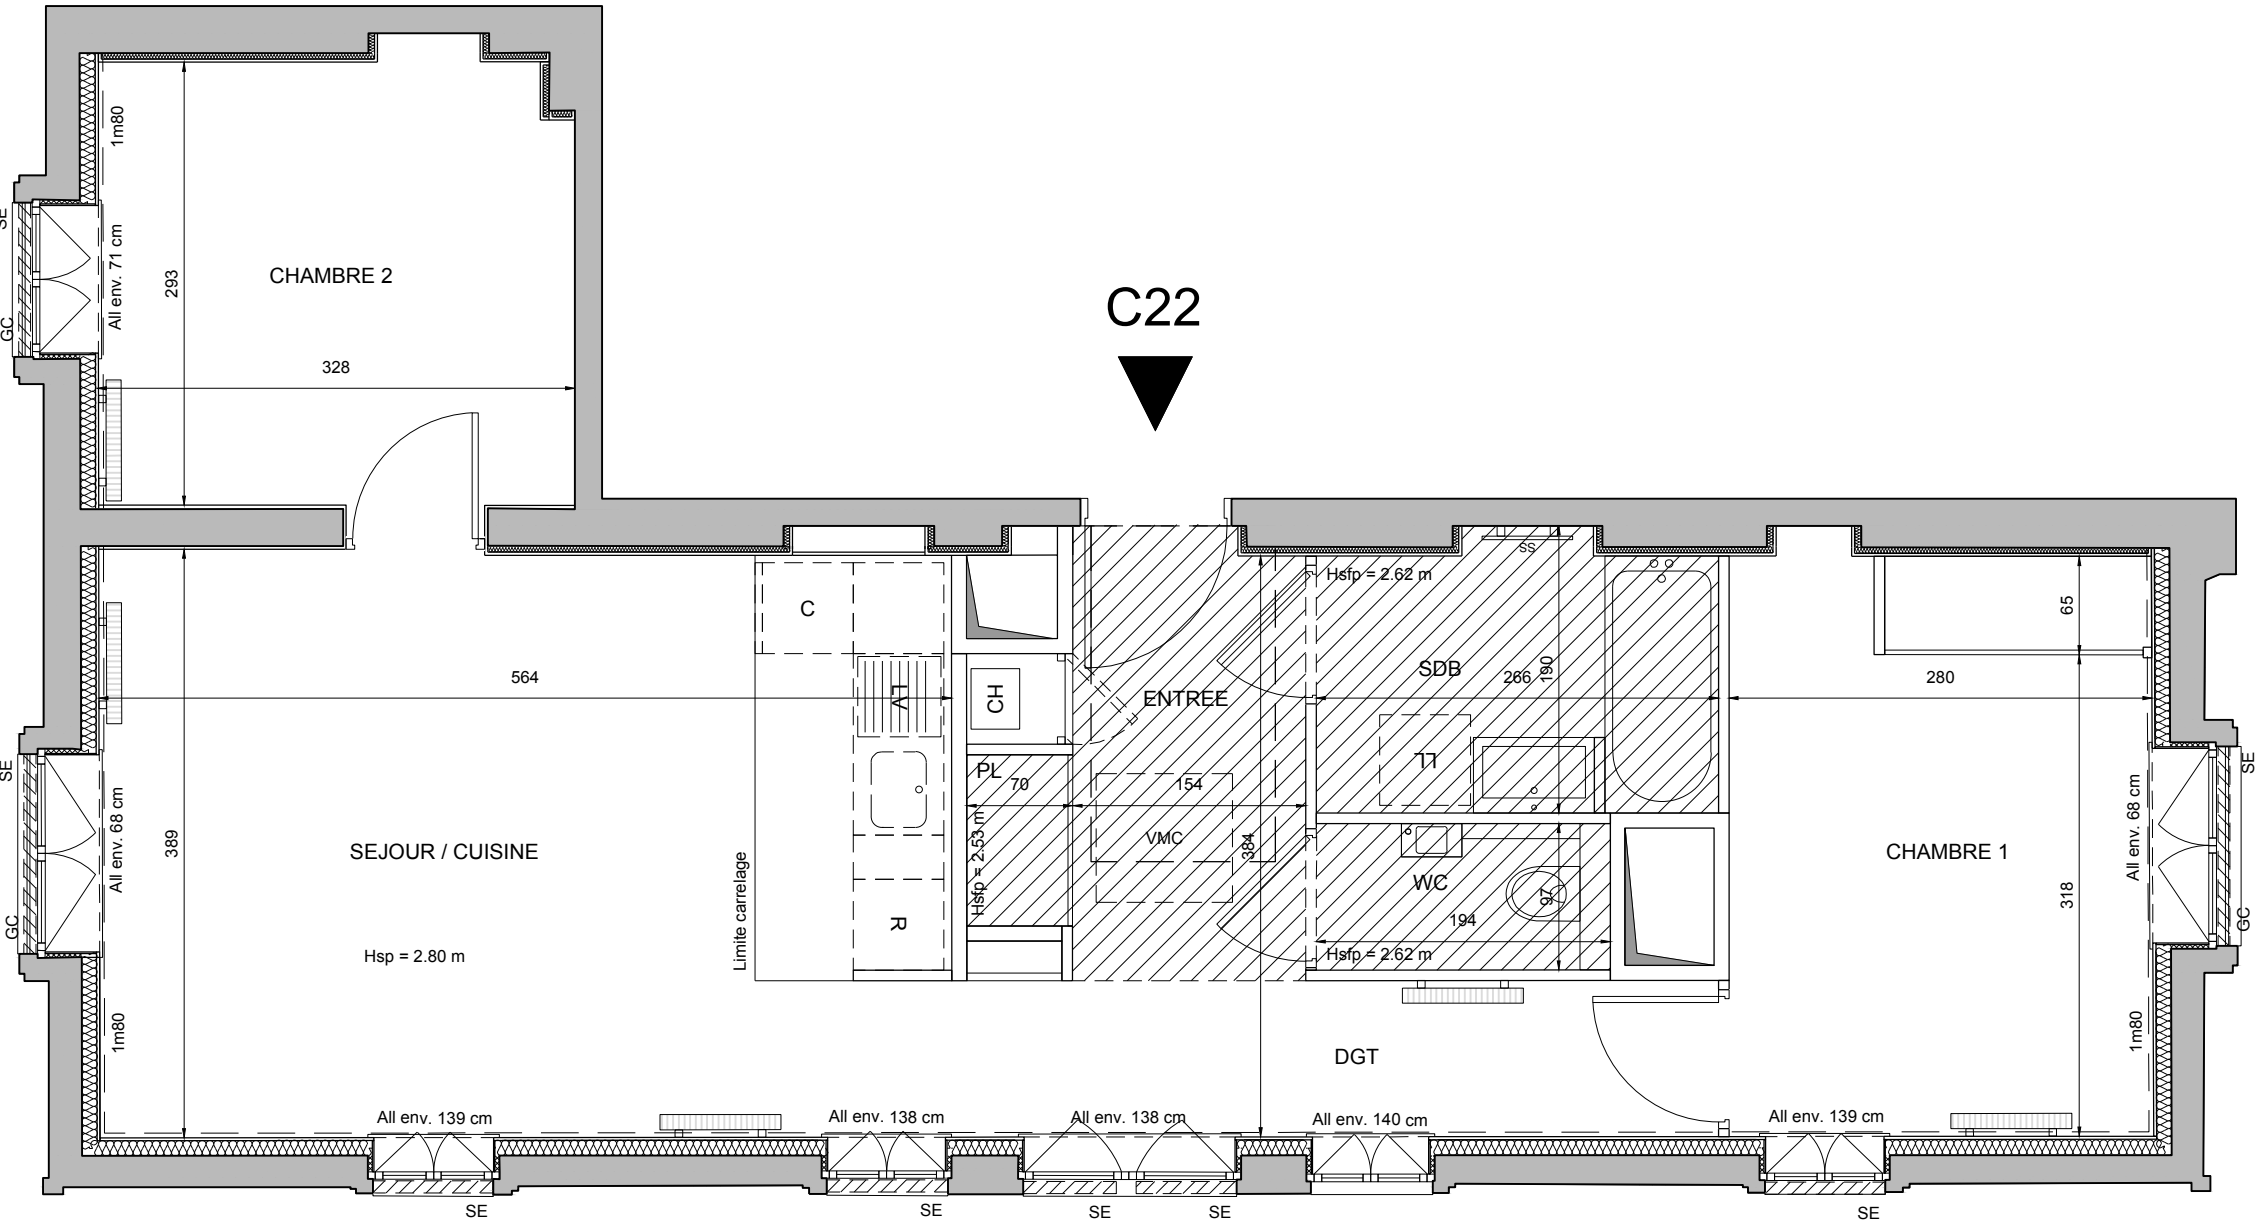 1m80
SE
All env. 71 cm
GC
293
CHAMBRE 2
328
C22
SS
Hsfp = 2.62 m
C
65
564
LV
CH
ENTREE
SDB
266
190
280
SE
All env. 68 cm
GC
389
SEJOUR / CUISINE
Hsp = 2.80 m
1m80
Limite carrelage
R
PL
70
Hsfp = 2.53 m
154
VMC
384
LL
WC
97
194
Hsfp = 2.62 m
CHAMBRE 1
318
All env. 68 cm
SE
GC
1m80
DGT
All env. 139 cm
All env. 138 cm
All env. 138 cm
All env. 140 cm
All env. 139 cm
SE
SE
SE
SE
SE